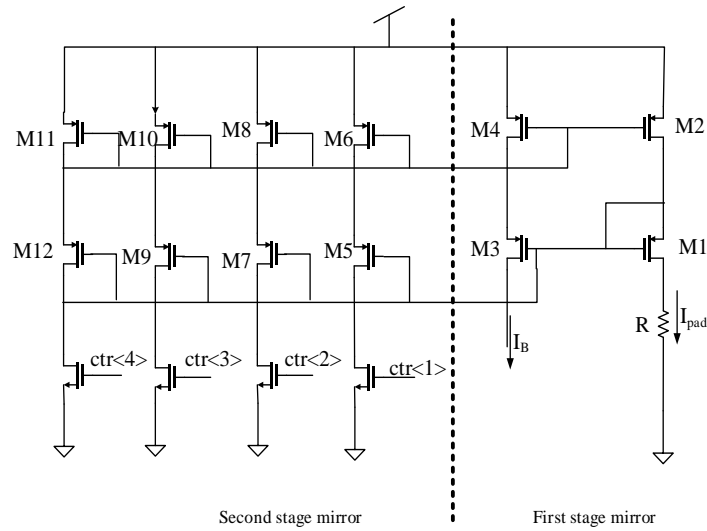 M11 M10 M8 M6 M4 M2
M12 M9 M7 M5 M3 M1
R I_pad
I_B
ctr<4> ctr<3> ctr<2> ctr<1>
Second stage mirror First stage mirror